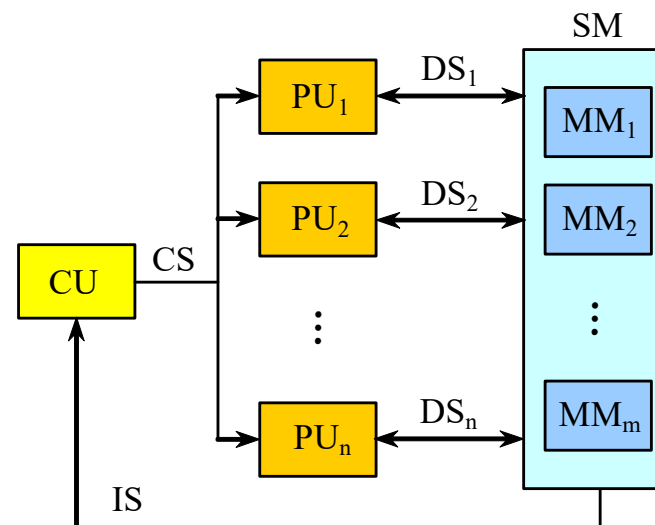 SM
PU₁
DS₁
MM₁
PU₂
DS₂
MM₂
CU
CS
⋮
⋮
PUₙ
DSₙ
MMₘ
IS